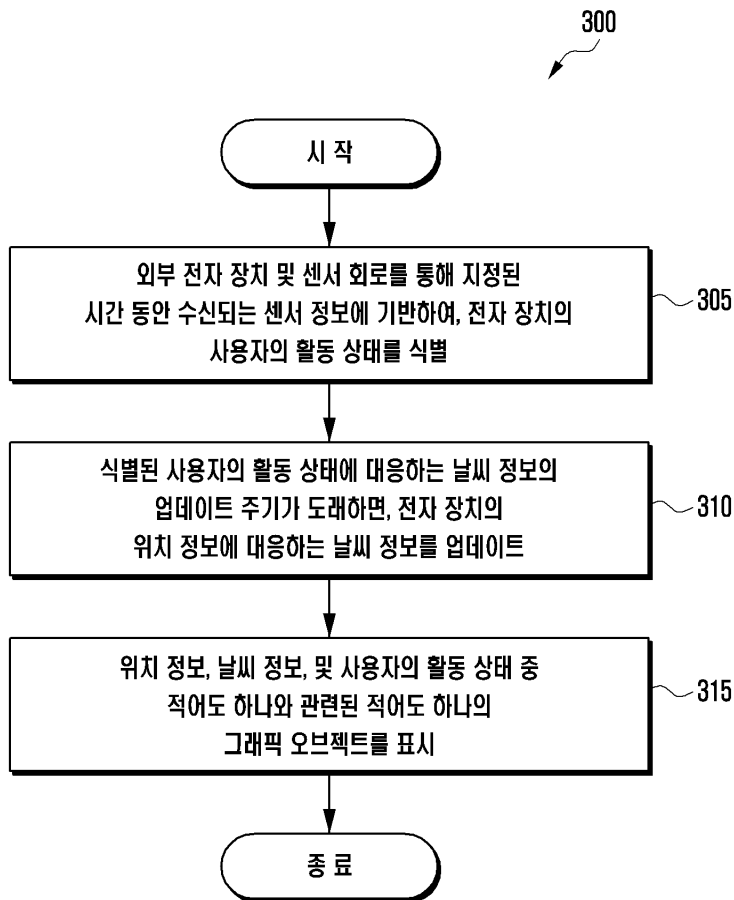 300
시 작
외부 전자 장치 및 센서 회로를 통해 지정된
시간 동안 수신되는 센서 정보에 기반하여, 전자 장치의
사용자의 활동 상태를 식별
305
식별된 사용자의 활동 상태에 대응하는 날씨 정보의
업데이트 주기가 도래하면, 전자 장치의
위치 정보에 대응하는 날씨 정보를 업데이트
310
위치 정보, 날씨 정보, 및 사용자의 활동 상태 중
적어도 하나와 관련된 적어도 하나의
그래픽 오브젝트를 표시
315
종 료